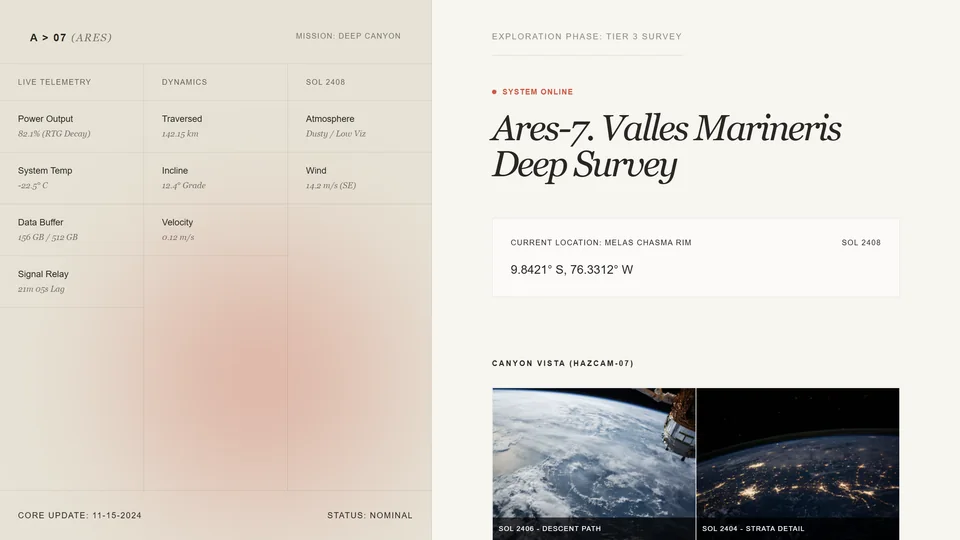 A > 07 (ARES)
MISSION: DEEP CANYON
LIVE TELEMETRY
Power Output
82.1% (RTG Decay)
System Temp
-22.5° C
Data Buffer
156 GB / 512 GB
Signal Relay
21m 05s Lag
DYNAMICS
Traversed
142.15 km
Incline
12.4° Grade
Velocity
0.12 m/s
SOL 2408
Atmosphere
Dusty / Low Viz
Wind
14.2 m/s (SE)
CORE UPDATE: 11-15-2024
STATUS: NOMINAL
EXPLORATION PHASE: TIER 3 SURVEY
SYSTEM ONLINE
Ares-7. Valles Marineris
Deep Survey
CURRENT LOCATION: MELAS CHASMA RIM
SOL 2408
9.8421° S, 76.3312° W
CANYON VISTA (HAZCAM-07)
SOL 2406 - DESCENT PATH
SOL 2404 - STRATA DETAIL